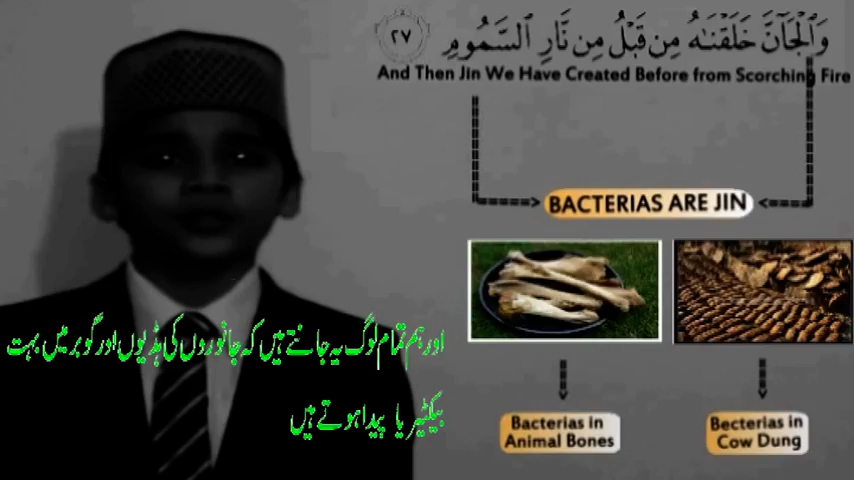 وَالْجَآنَّ خَلَقْنَٰهُ مِن قَبْلُ مِن نَّارِ السَّمُومِ ٢٧
And Then Jin We Have Created Before from Scorching Fire
BACTERIAS ARE JIN
اور ہم تمام لوگ یہ جانتے ہیں کہ جانوروں کی ہڈیوں اور گوبر میں بہت
بیکٹیریا پیدا ہوتے ہیں
Bacterias in
Animal Bones
Becterias in
Cow Dung